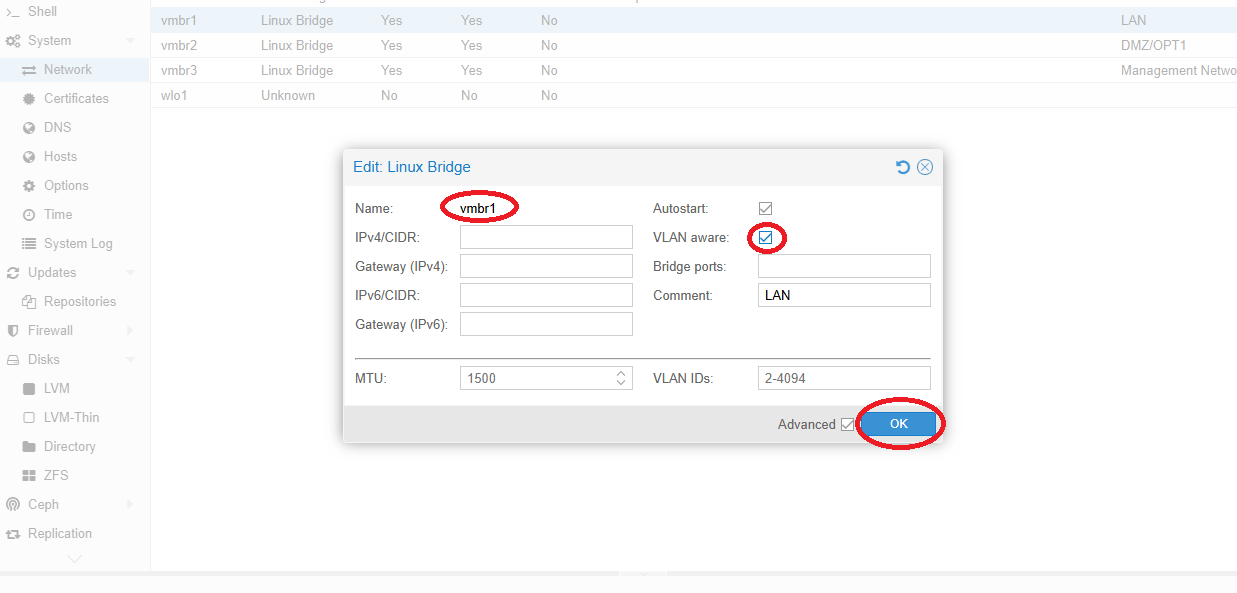 Shell
System
Network
Certificates
DNS
Hosts
Options
Time
System Log
Updates
Repositories
Firewall
Disks
LVM
LVM-Thin
Directory
ZFS
Ceph
Replication
vmbr1 Linux Bridge Yes Yes No LAN
vmbr2 Linux Bridge Yes Yes No DMZ/OPT1
vmbr3 Linux Bridge Yes Yes No Management Netwo
wlo1 Unknown No No No
Edit: Linux Bridge
Name: vmbr1 Autostart:
IPv4/CIDR: VLAN aware:
Gateway (IPv4): Bridge ports:
IPv6/CIDR: Comment: LAN
Gateway (IPv6):
MTU: 1500 VLAN IDs: 2-4094
Advanced OK